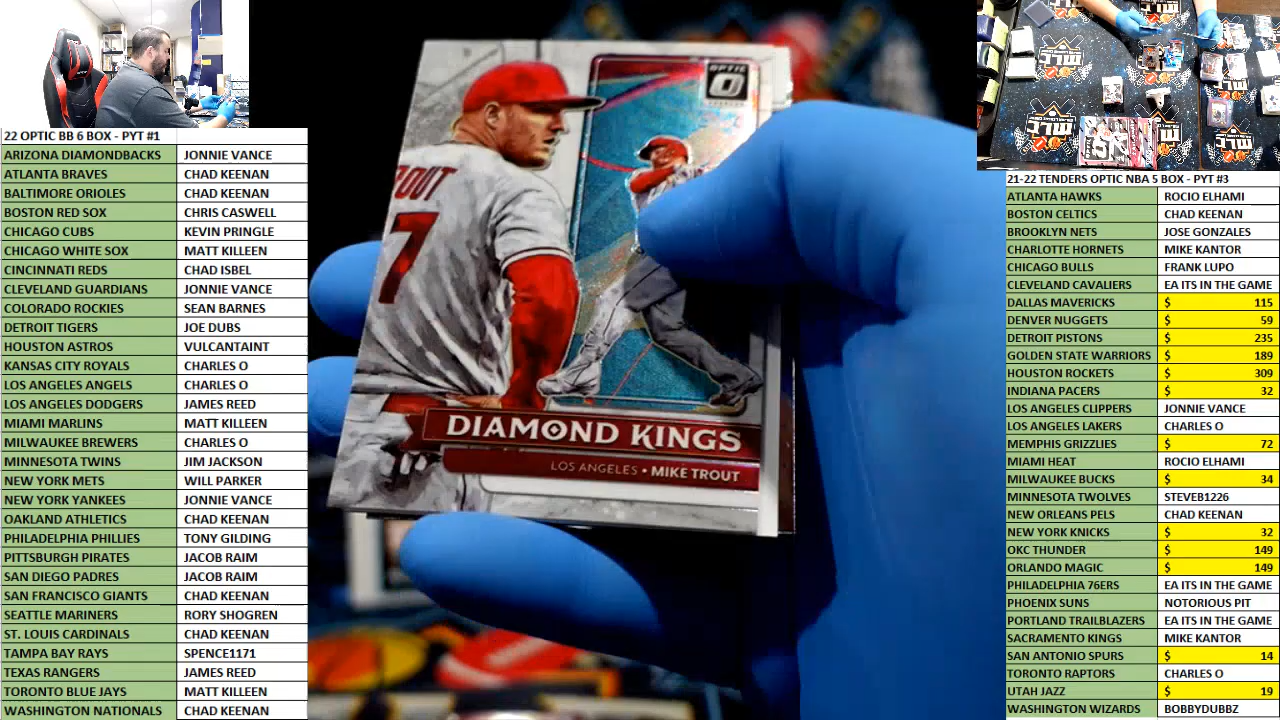 22 OPTIC BB 6 BOX - PYT #1
ARIZONA DIAMONDBACKS JONNIE VANCE
ATLANTA BRAVES CHAD KEENAN
BALTIMORE ORIOLES CHAD KEENAN
BOSTON RED SOX CHRIS CASWELL
CHICAGO CUBS KEVIN PRINGLE
CHICAGO WHITE SOX MATT KILLEEN
CINCINNATI REDS CHAD ISBEL
CLEVELAND GUARDIANS JONNIE VANCE
COLORADO ROCKIES SEAN BARNES
DETROIT TIGERS JOE DUBS
HOUSTON ASTROS VULCANTAINT
KANSAS CITY ROYALS CHARLES O
LOS ANGELES ANGELS CHARLES O
LOS ANGELES DODGERS JAMES REED
MIAMI MARLINS MATT KILLEEN
MILWAUKEE BREWERS CHARLES O
MINNESOTA TWINS JIM JACKSON
NEW YORK METS WILL PARKER
NEW YORK YANKEES JONNIE VANCE
OAKLAND ATHLETICS CHAD KEENAN
PHILADELPHIA PHILLIES TONY GILDING
PITTSBURGH PIRATES JACOB RAIM
SAN DIEGO PADRES JACOB RAIM
SAN FRANCISCO GIANTS CHAD KEENAN
SEATTLE MARINERS RORY SHOGREN
ST. LOUIS CARDINALS CHAD KEENAN
TAMPA BAY RAYS SPENCE1171
TEXAS RANGERS JAMES REED
TORONTO BLUE JAYS MATT KILLEEN
WASHINGTON NATIONALS CHAD KEENAN
OPTIC
ROUT
7
DIAMOND KINGS
LOS ANGELES • MIKE TROUT
21-22 TENDERS OPTIC NBA 5 BOX - PYT #3
ATLANTA HAWKS ROCIO ELHAMI
BOSTON CELTICS CHAD KEENAN
BROOKLYN NETS JOSE GONZALES
CHARLOTTE HORNETS MIKE KANTOR
CHICAGO BULLS FRANK LUPO
CLEVELAND CAVALIERS EA ITS IN THE GAME
DALLAS MAVERICKS $ 115
DENVER NUGGETS $ 59
DETROIT PISTONS $ 235
GOLDEN STATE WARRIORS $ 189
HOUSTON ROCKETS $ 309
INDIANA PACERS $ 32
LOS ANGELES CLIPPERS JONNIE VANCE
LOS ANGELES LAKERS CHARLES O
MEMPHIS GRIZZLIES $ 72
MIAMI HEAT ROCIO ELHAMI
MILWAUKEE BUCKS $ 34
MINNESOTA TWOLVES STEVEB1226
NEW ORLEANS PELS CHAD KEENAN
NEW YORK KNICKS $ 32
OKC THUNDER $ 149
ORLANDO MAGIC $ 149
PHILADELPHIA 76ERS EA ITS IN THE GAME
PHOENIX SUNS NOTORIOUS PIT
PORTLAND TRAILBLAZERS EA ITS IN THE GAME
SACRAMENTO KINGS MIKE KANTOR
SAN ANTONIO SPURS $ 14
TORONTO RAPTORS CHARLES O
UTAH JAZZ $ 19
WASHINGTON WIZARDS BOBBYDUBBZ